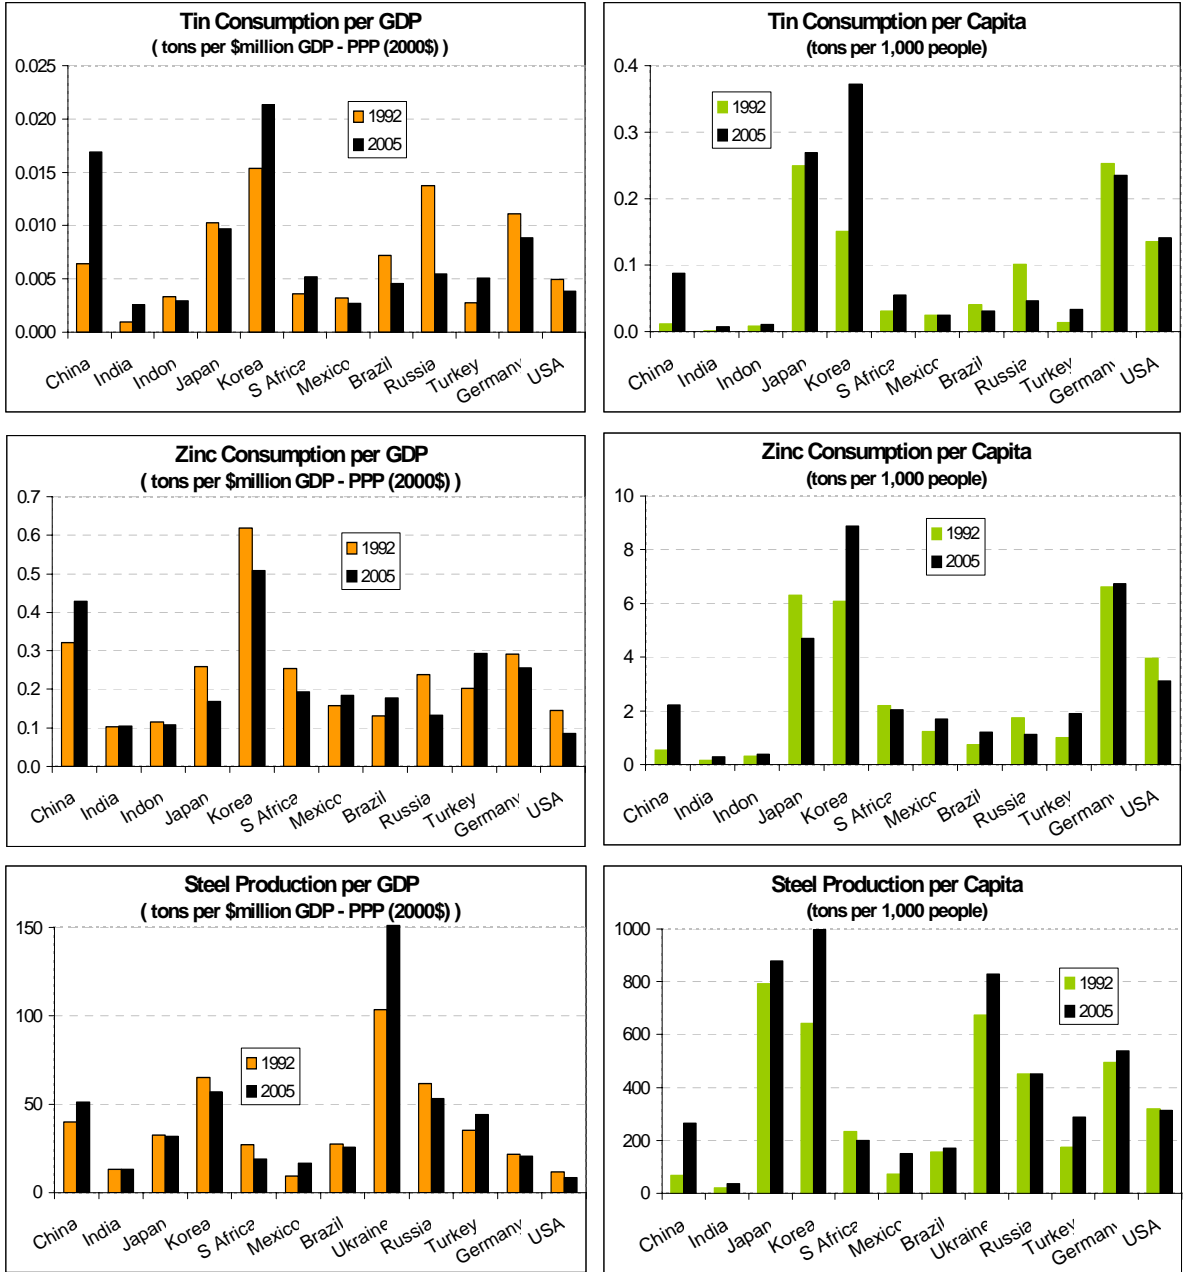 Tin Consumption per GDP
( tons per $million GDP - PPP (2000$) )
0.025
0.020
0.015
0.010
0.005
0.000
1992
2005
China
India
Indon
Japan
Korea
S Africa
Mexico
Brazil
Russia
Turkey
Germany
USA
Tin Consumption per Capita
(tons per 1,000 people)
0.4
0.3
0.2
0.1
0.0
1992
2005
China
India
Indon
Japan
Korea
S Africa
Mexico
Brazil
Russia
Turkey
Germany
USA
Zinc Consumption per GDP
( tons per $million GDP - PPP (2000$) )
0.7
0.6
0.5
0.4
0.3
0.2
0.1
0.0
1992
2005
China
India
Indon
Japan
Korea
S Africa
Mexico
Brazil
Russia
Turkey
Germany
USA
Zinc Consumption per Capita
(tons per 1,000 people)
10
8
6
4
2
0
1992
2005
China
India
Indon
Japan
Korea
S Africa
Mexico
Brazil
Russia
Turkey
Germany
USA
Steel Production per GDP
( tons per $million GDP - PPP (2000$) )
150
100
50
0
1992
2005
China
India
Japan
Korea
S Africa
Mexico
Brazil
Ukraine
Russia
Turkey
Germany
USA
Steel Production per Capita
(tons per 1,000 people)
1000
800
600
400
200
0
1992
2005
China
India
Japan
Korea
S Africa
Mexico
Brazil
Ukraine
Russia
Turkey
Germany
USA